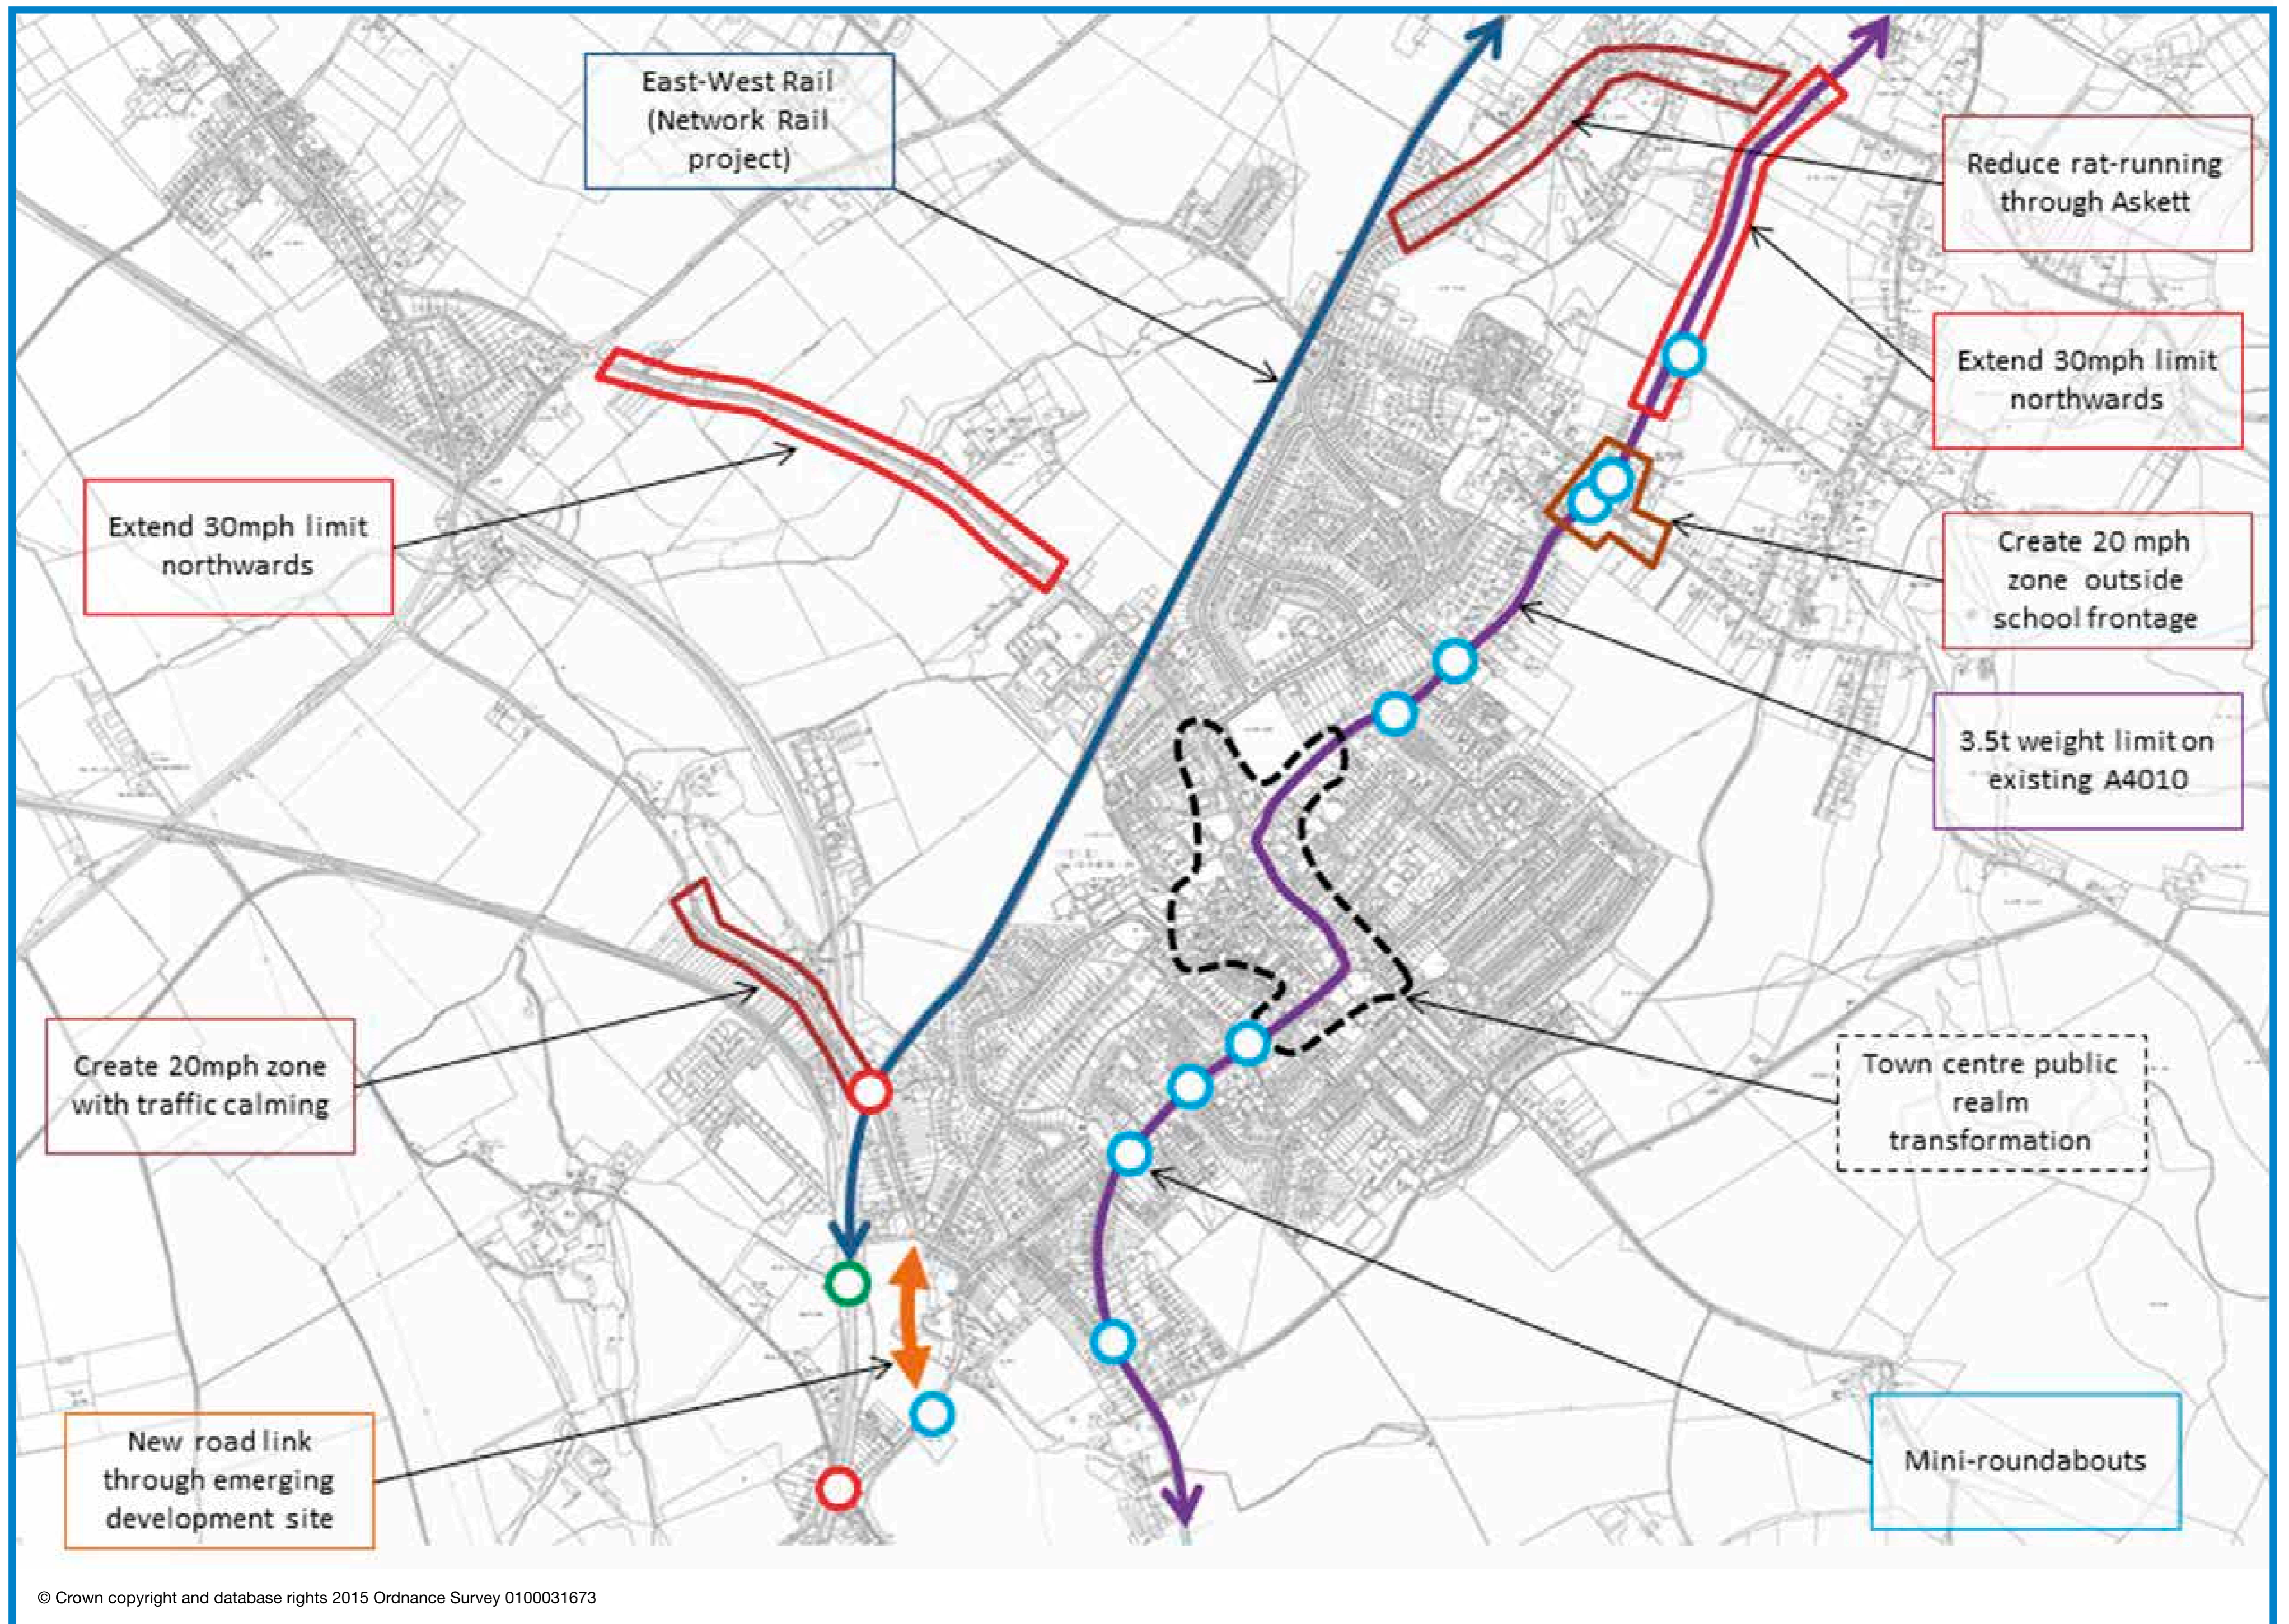 East-West Rail
(Network Rail
project)
Reduce rat-running
through Askett
Extend 30mph limit
northwards
Extend 30mph limit
northwards
Create 20 mph
zone outside
school frontage
3.5t weight limit on
existing A4010
Create 20mph zone
with traffic calming
Town centre public
realm
transformation
New road link
through emerging
development site
Mini-roundabouts
© Crown copyright and database rights 2015 Ordnance Survey 0100031673